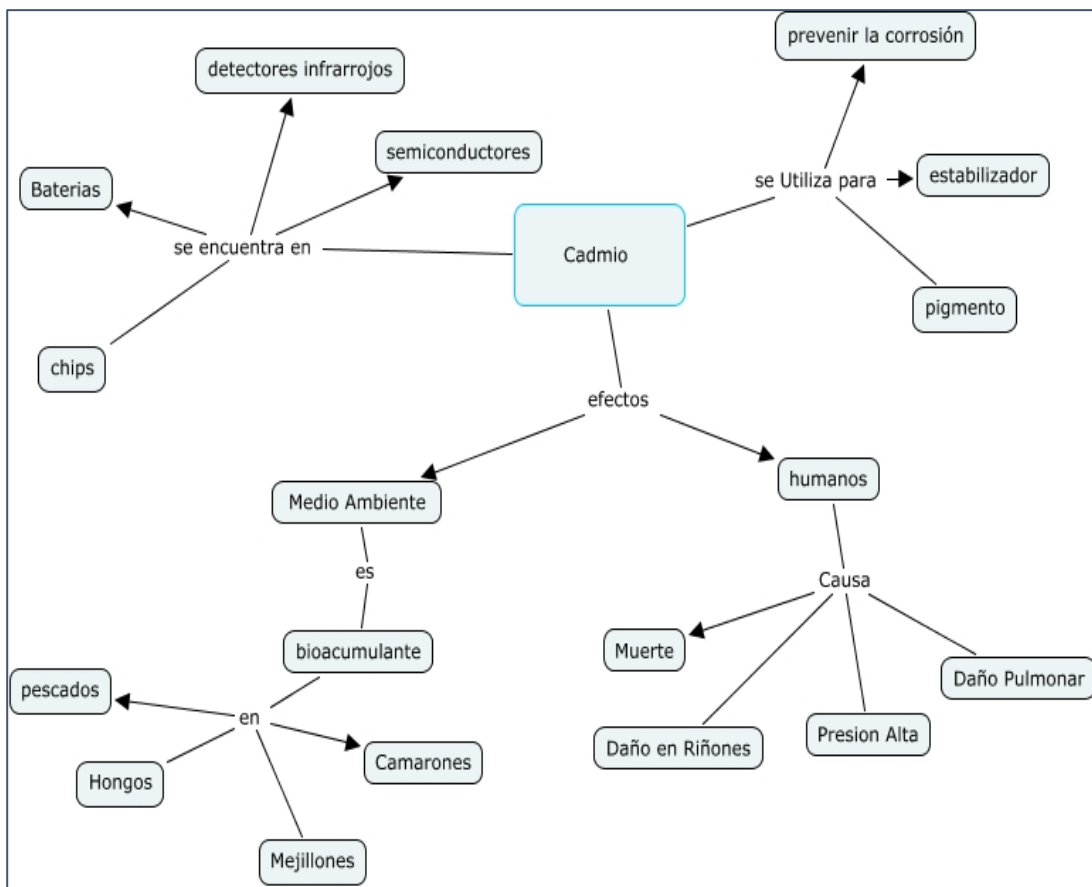 prevenir la corrosión
detectores infrarrojos
semiconductores
se Utiliza para
estabilizador
Baterias
se encuentra en
Cadmio
pigmento
chips
efectos
humanos
Medio Ambiente
es
Causa
bioacumulante
Muerte
Daño Pulmonar
pescados
en
Daño en Riñones
Presion Alta
Camarones
Hongos
Mejillones